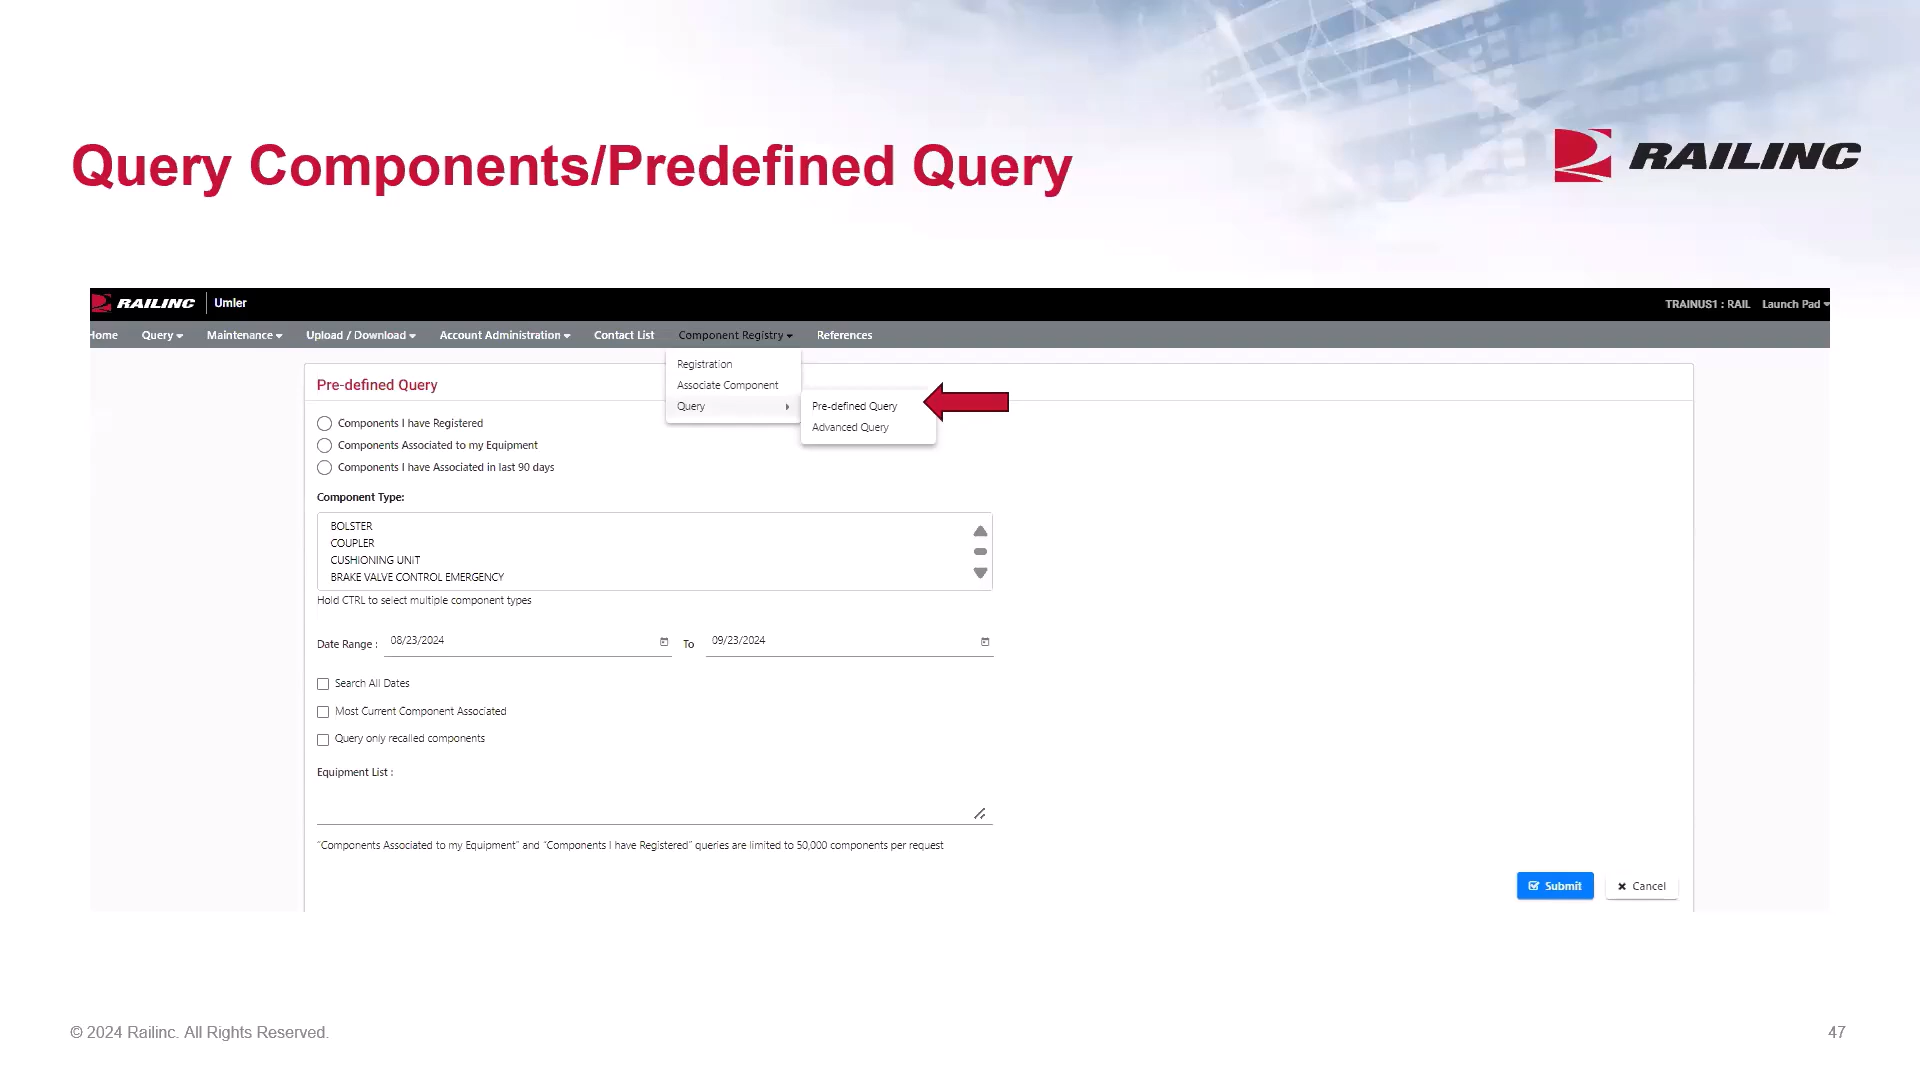 Query Components/Predefined Query
RAILINC
RAILINC Umler TRAINUS1 : RAIL Launch Pad
Home Query Maintenance Upload / Download Account Administration Contact List Component Registry References
Registration
Associate Component
Query
Pre-defined Query
Advanced Query
Pre-defined Query
Components I have Registered
Components Associated to my Equipment
Components I have Associated in last 90 days
Component Type:
BOLSTER
COUPLER
CUSHIONING UNIT
BRAKE VALVE CONTROL EMERGENCY
Hold CTRL to select multiple component types
Date Range : 08/23/2024 To 09/23/2024
Search All Dates
Most Current Component Associated
Query only recalled components
Equipment List :
"Components Associated to my Equipment" and "Components I have Registered" queries are limited to 50,000 components per request
Submit Cancel
© 2024 Railinc. All Rights Reserved. 47